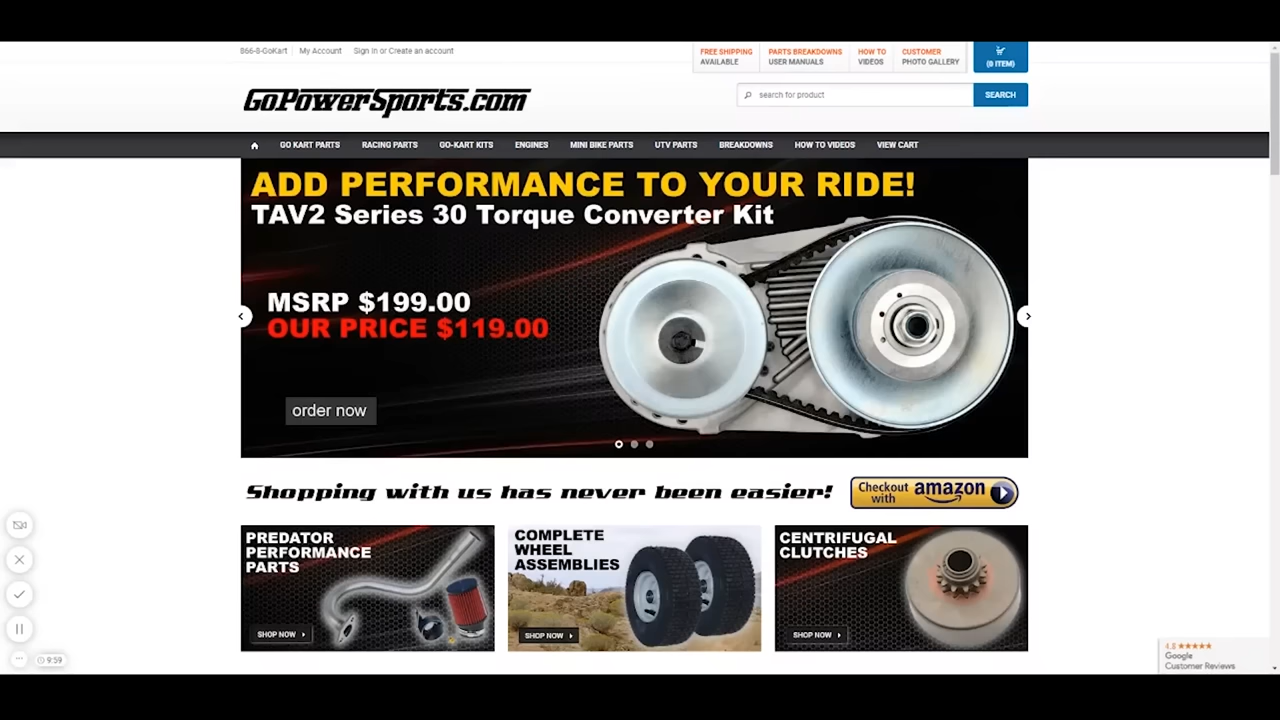 866-8-GoKart
My Account
Sign in or Create an account
FREE SHIPPING
AVAILABLE
PARTS BREAKDOWNS
USER MANUALS
HOW TO
VIDEOS
CUSTOMER
PHOTO GALLERY
(0 ITEM)
GoPowerSports.com
search for product
SEARCH
GO KART PARTS
RACING PARTS
GO-KART KITS
ENGINES
MINI BIKE PARTS
UTV PARTS
BREAKDOWNS
HOW TO VIDEOS
VIEW CART
ADD PERFORMANCE TO YOUR RIDE!
TAV2 Series 30 Torque Converter Kit
MSRP $199.00
OUR PRICE $119.00
order now
Shopping with us has never been easier!
Checkout
with
amazon
PREDATOR
PERFORMANCE
PARTS
SHOP NOW
COMPLETE
WHEEL
ASSEMBLIES
SHOP NOW
CENTRIFUGAL
CLUTCHES
SHOP NOW
9:59
4.8
Google
Customer Reviews